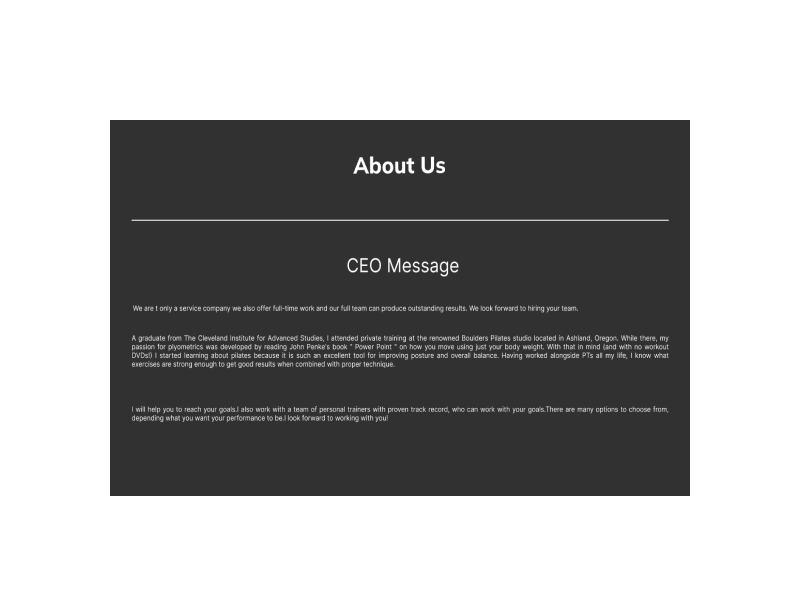 About Us
CEO Message
We are t only a service company we also offer full-time work and our full team can produce outstanding results. We look forward to hiring your team.
A graduate from The Cleveland Institute for Advanced Studies, I attended private training at the renowned Boulders Pilates studio located in Ashland, Oregon. While there, my
passion for plyometrics was developed by reading John Penke's book " Power Point " on how you move using just your body weight. With that in mind (and with no workout
DVDs!) I started learning about pilates because it is such an excellent tool for improving posture and overall balance. Having worked alongside PTs all my life, I know what
exercises are strong enough to get good results when combined with proper technique.
I will help you to reach your goals.I also work with a team of personal trainers with proven track record, who can work with your goals.There are many options to choose from,
depending what you want your performance to be.I look forward to working with you!